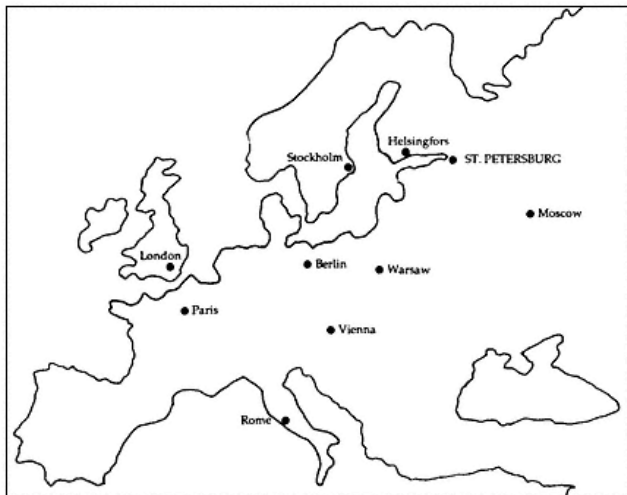 Helsingfors
Stockholm
ST. PETERSBURG
Moscow
London
Berlin
Warsaw
Paris
Vienna
Rome